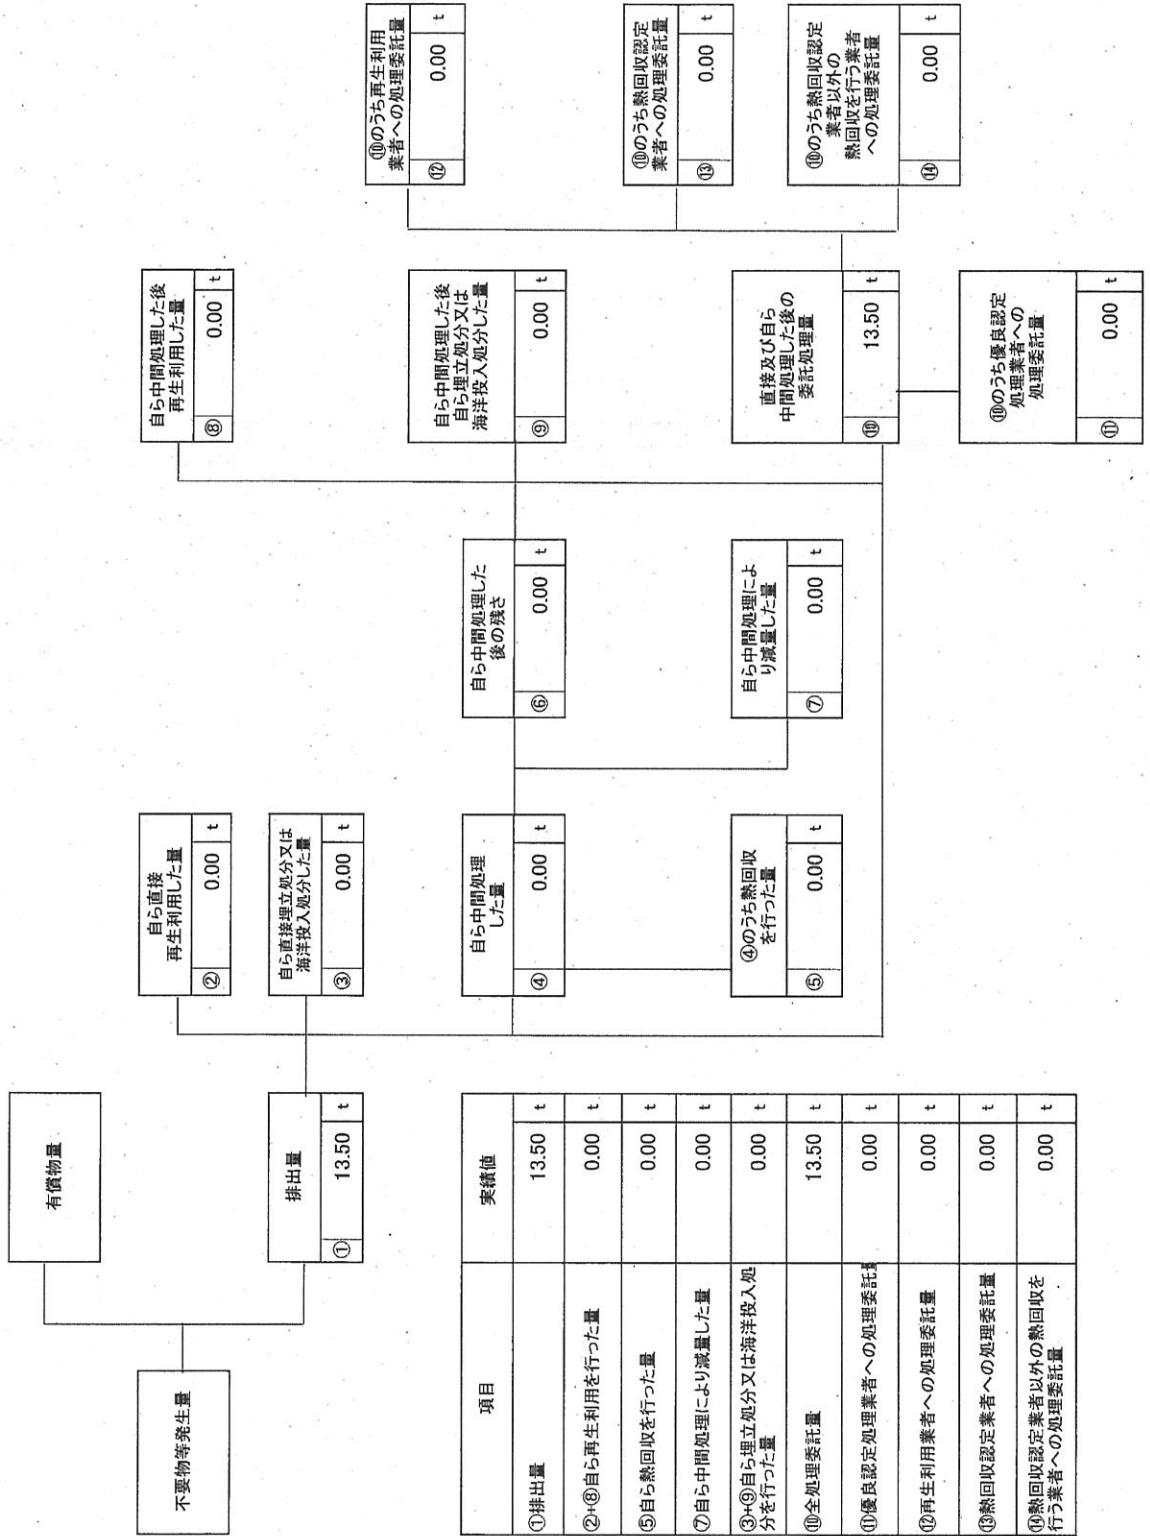 不要物等発生量
有償物量
排出量
① 13.50 t
自ら直接
再生利用した量
② 0.00 t
自ら直接埋立処分又は
海洋投入処分した量
③ 0.00 t
自ら中間処理
した量
④ 0.00 t
④のうち熱回収
を行った量
⑤ 0.00 t
自ら中間処理した
後の残さ
⑥ 0.00 t
自ら中間処理によ
り減量した量
⑦ 0.00 t
自ら中間処理した後
再生利用した量
⑧ 0.00 t
自ら中間処理した後
自ら埋立処分又は
海洋投入処分した量
⑨ 0.00 t
直接及び自ら
中間処理した後の
委託処理量
⑩ 13.50 t
⑩のうち優良認定
処理業者への
処理委託量
⑪ 0.00 t
⑩のうち再生利用
業者への処理委託量
⑫ 0.00 t
⑩のうち熱回収認定
業者への処理委託量
⑬ 0.00 t
⑩のうち熱回収認定
業者以外の
熱回収を行う業者
への処理委託量
⑭ 0.00 t
項目 実績値
①排出量 13.50 t
②+⑧自ら再生利用を行った量 0.00 t
⑤自ら熱回収を行った量 0.00 t
⑦自ら中間処理により減量した量 0.00 t
③+⑨自ら埋立処分又は海洋投入処
分を行った量 0.00 t
⑩全処理委託量 13.50 t
⑪優良認定処理業者への処理委託量 0.00 t
⑫再生利用業者への処理委託量 0.00 t
⑬熱回収認定業者への処理委託量 0.00 t
⑭熱回収認定業者以外の熱回収を
行う業者への処理委託量 0.00 t